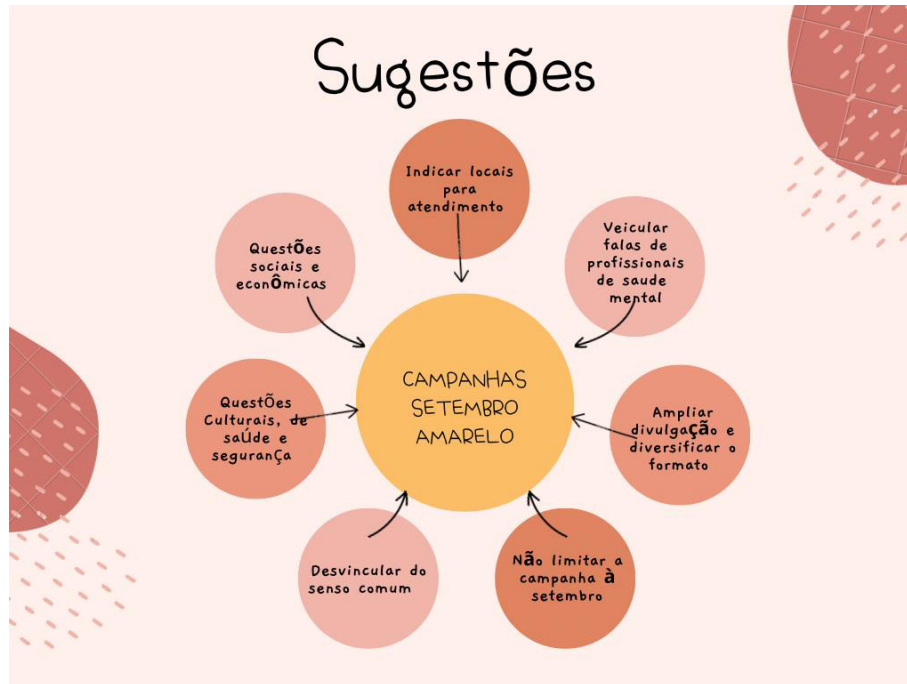 Sugestões
Indicar locais
para
atendimento
Questões
sociais e
econômicas
Veicular
falas de
profissionais
de saude
mental
CAMPANHAS
SETEMBRO
AMARELO
Questões
Culturais, de
saÚde e
segurança
Ampliar
divulgação e
diversificar o
formato
Desvincular do
senso comum
Não limitar a
campanha à
setembro